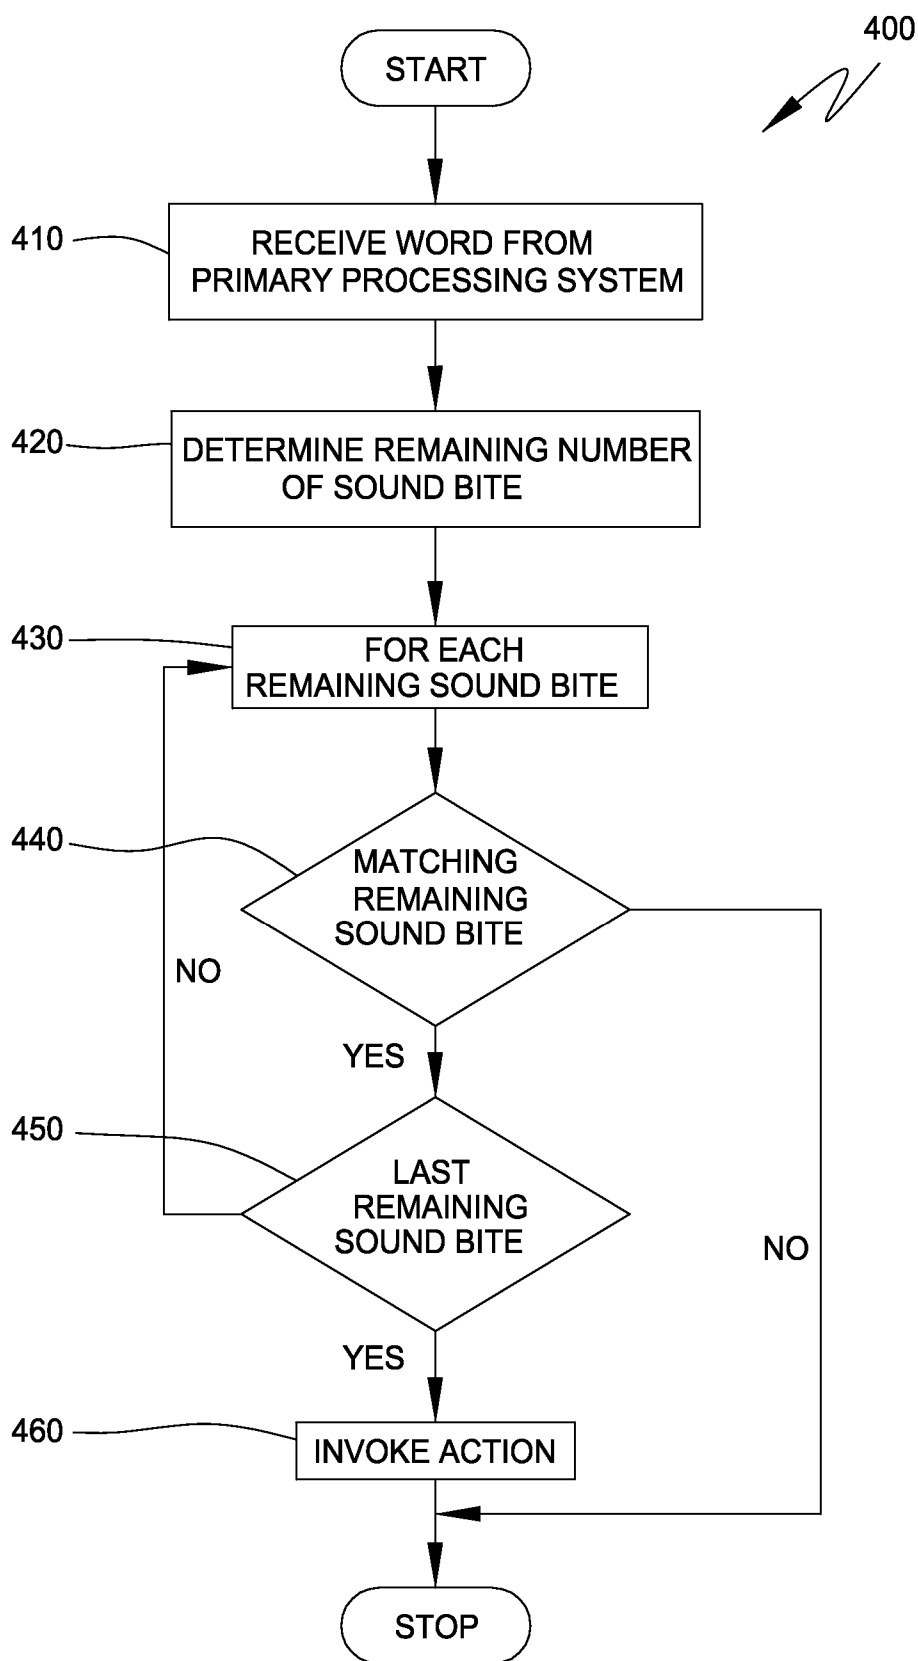 400
START
410
RECEIVE WORD FROM
PRIMARY PROCESSING SYSTEM
420
DETERMINE REMAINING NUMBER
OF SOUND BITE
430
FOR EACH
REMAINING SOUND BITE
440
MATCHING
REMAINING
SOUND BITE
NO
YES
450
LAST
REMAINING
SOUND BITE
NO
YES
460
INVOKE ACTION
STOP